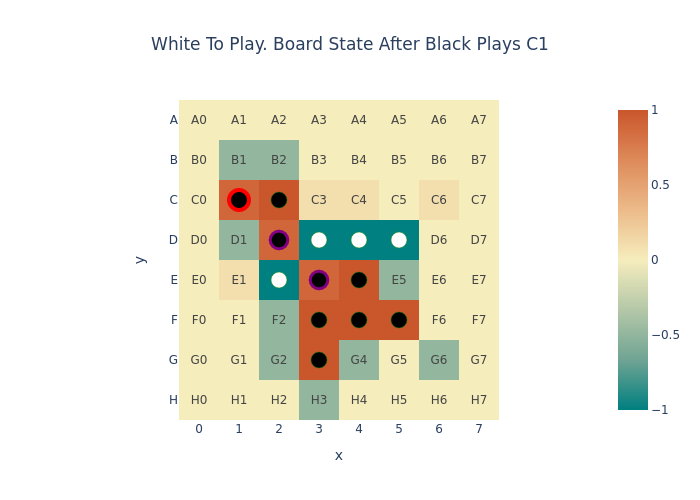 White To Play. Board State After Black Plays C1
A A0 A1 A2 A3 A4 A5 A6 A7
B B0 B1 B2 B3 B4 B5 B6 B7
C C0 C3 C4 C5 C6 C7
D D0 D1 D6 D7
E E0 E1 E5 E6 E7
F F0 F1 F2 F6 F7
G G0 G1 G2 G4 G5 G6 G7
H H0 H1 H2 H3 H4 H5 H6 H7
0 1 2 3 4 5 6 7
x
y
1
0.5
0
−0.5
−1